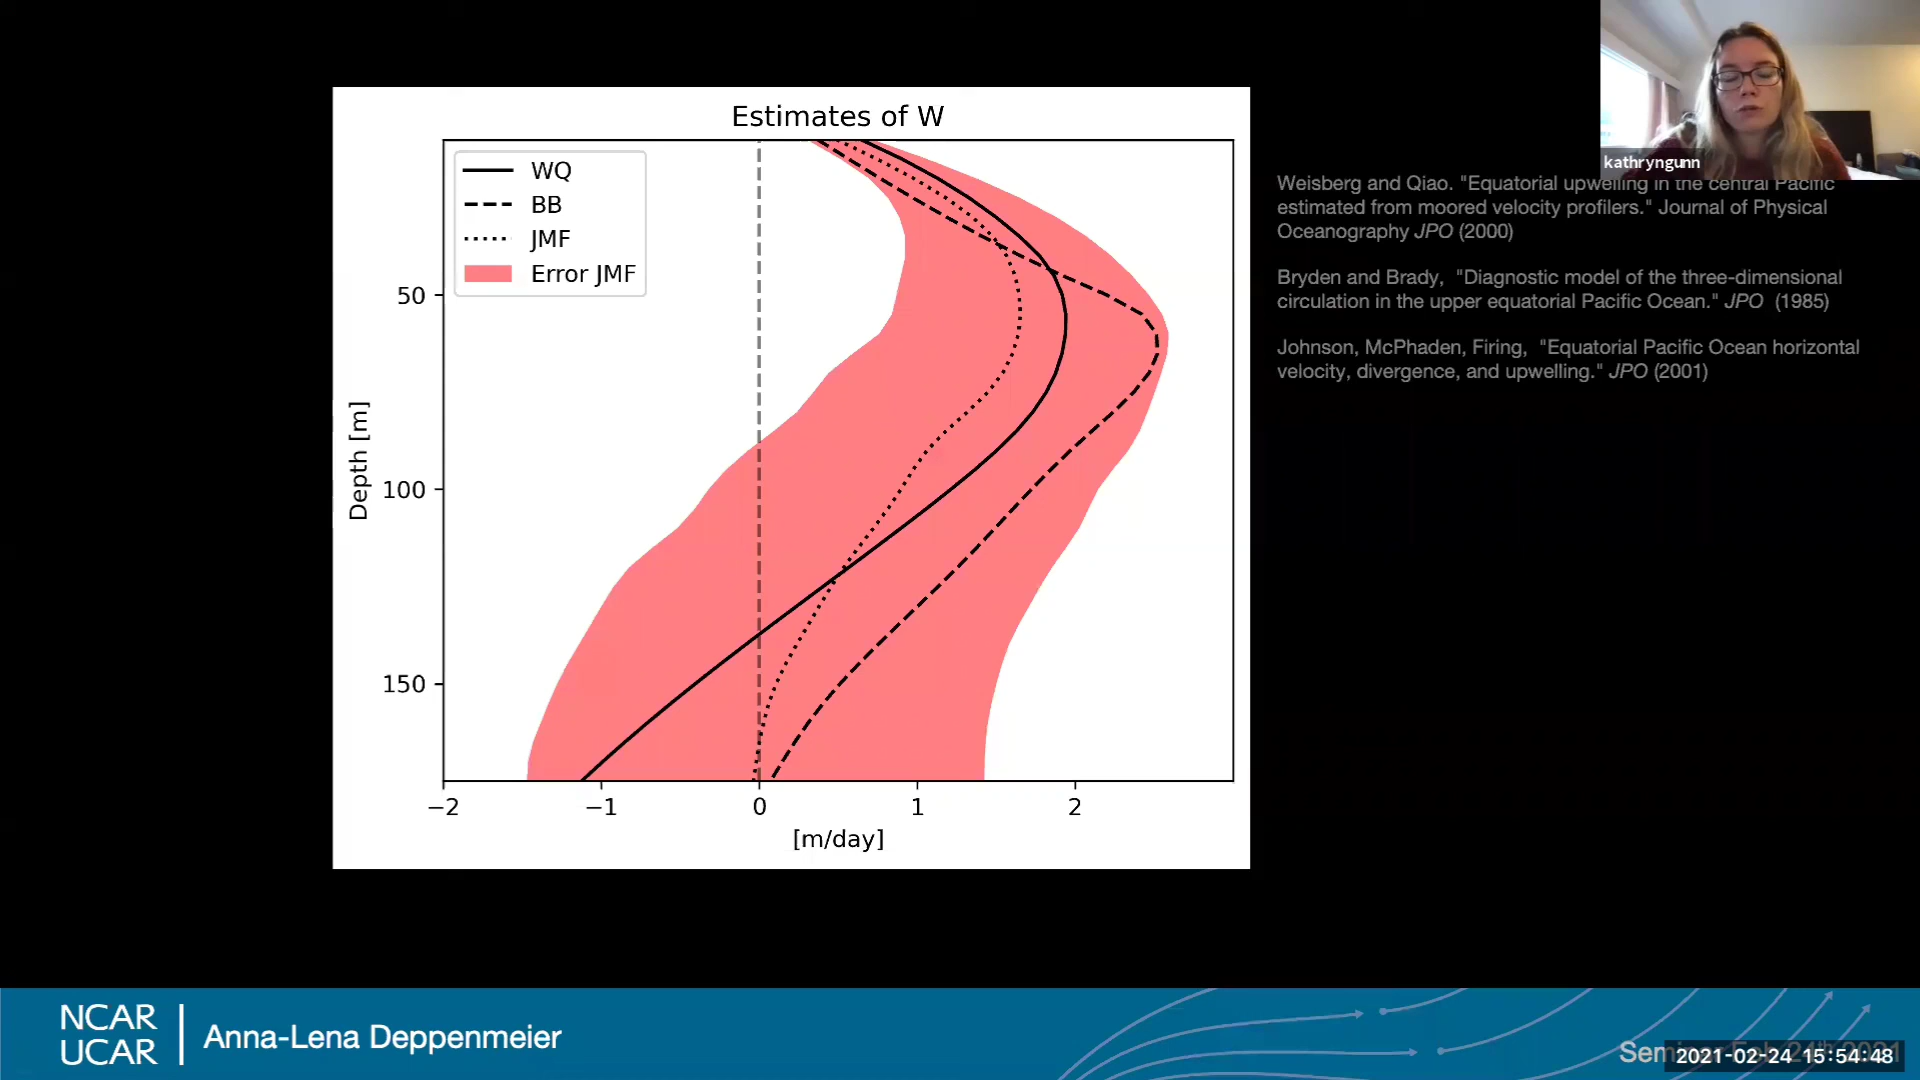 Estimates of W
WQ
BB
JMF
Error JMF
50
100
150
Depth [m]
−2
−1
0
1
2
[m/day]
kathryngunn
Weisberg and Qiao. "Equatorial upwelling in the central Pacific
estimated from moored velocity profilers." Journal of Physical
Oceanography JPO (2000)
Bryden and Brady, "Diagnostic model of the three-dimensional
circulation in the upper equatorial Pacific Ocean." JPO (1985)
Johnson, McPhaden, Firing, "Equatorial Pacific Ocean horizontal
velocity, divergence, and upwelling." JPO (2001)
NCAR
UCAR
Anna-Lena Deppenmeier
2021-02-24 15:54:48